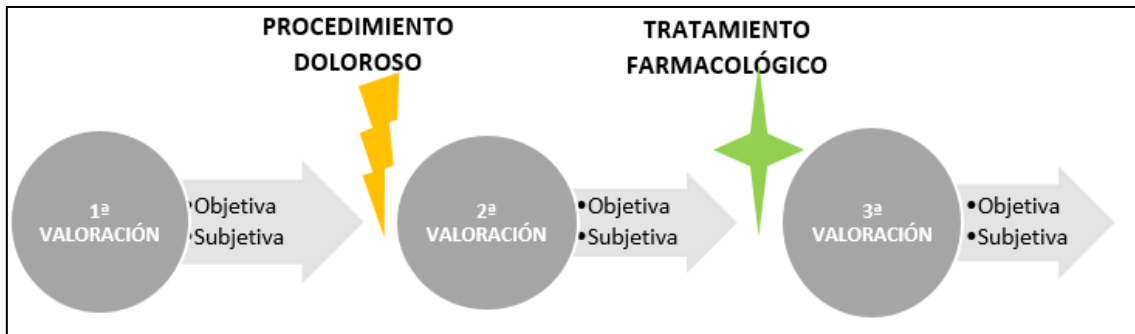 PROCEDIMIENTO
DOLOROSO
TRATAMIENTO
FARMACOLÓGICO
1ª
VALORACIÓN
•Objetiva
•Subjetiva
2ª
VALORACIÓN
•Objetiva
•Subjetiva
3ª
VALORACIÓN
•Objetiva
•Subjetiva